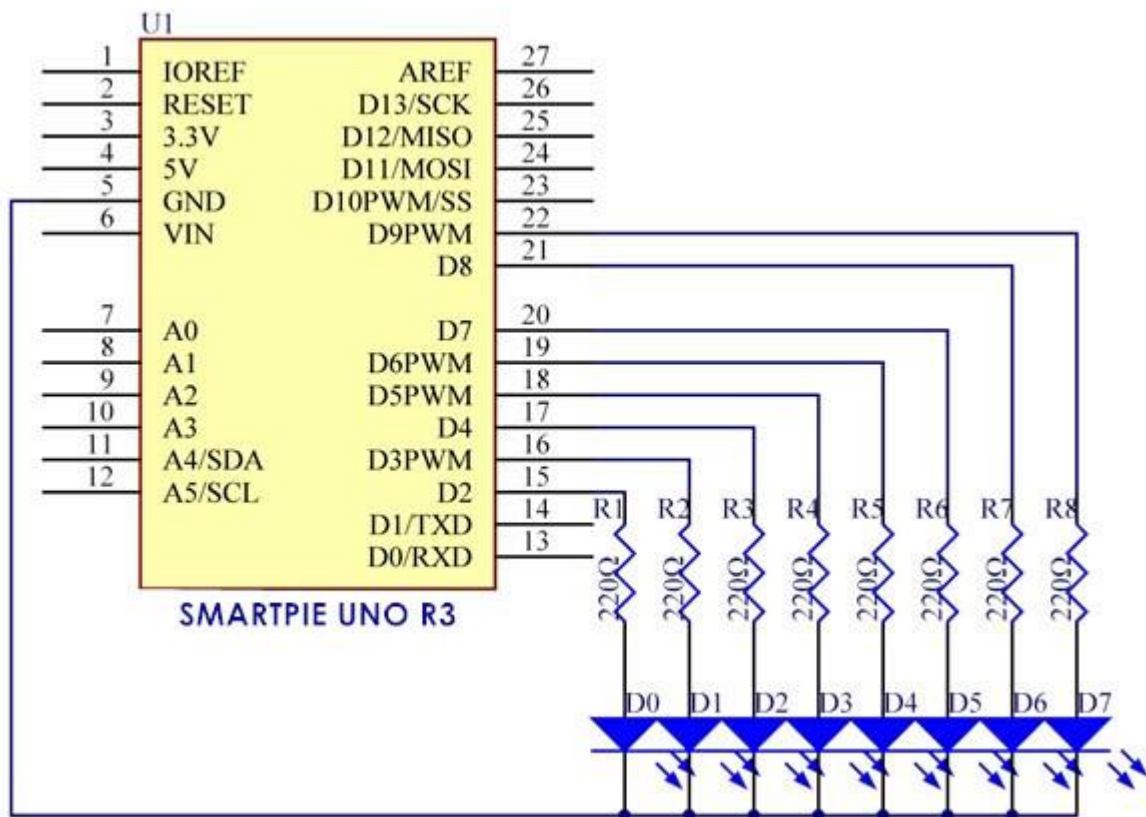 U1
1 IOREF AREF 27
2 RESET D13/SCK 26
3 3.3V D12/MISO 25
4 5V D11/MOSI 24
5 GND D10PWM/SS 23
6 VIN D9PWM 22
D8 21
7 A0 D7 20
8 A1 D6PWM 19
9 A2 D5PWM 18
10 A3 D4 17
11 A4/SDA D3PWM 16
12 A5/SCL D2 15
D1/TXD 14
D0/RXD 13
SMARTPIE UNO R3
R1 R2 R3 R4 R5 R6 R7 R8
220Ω 220Ω 220Ω 220Ω 220Ω 220Ω 220Ω 220Ω
D0 D1 D2 D3 D4 D5 D6 D7